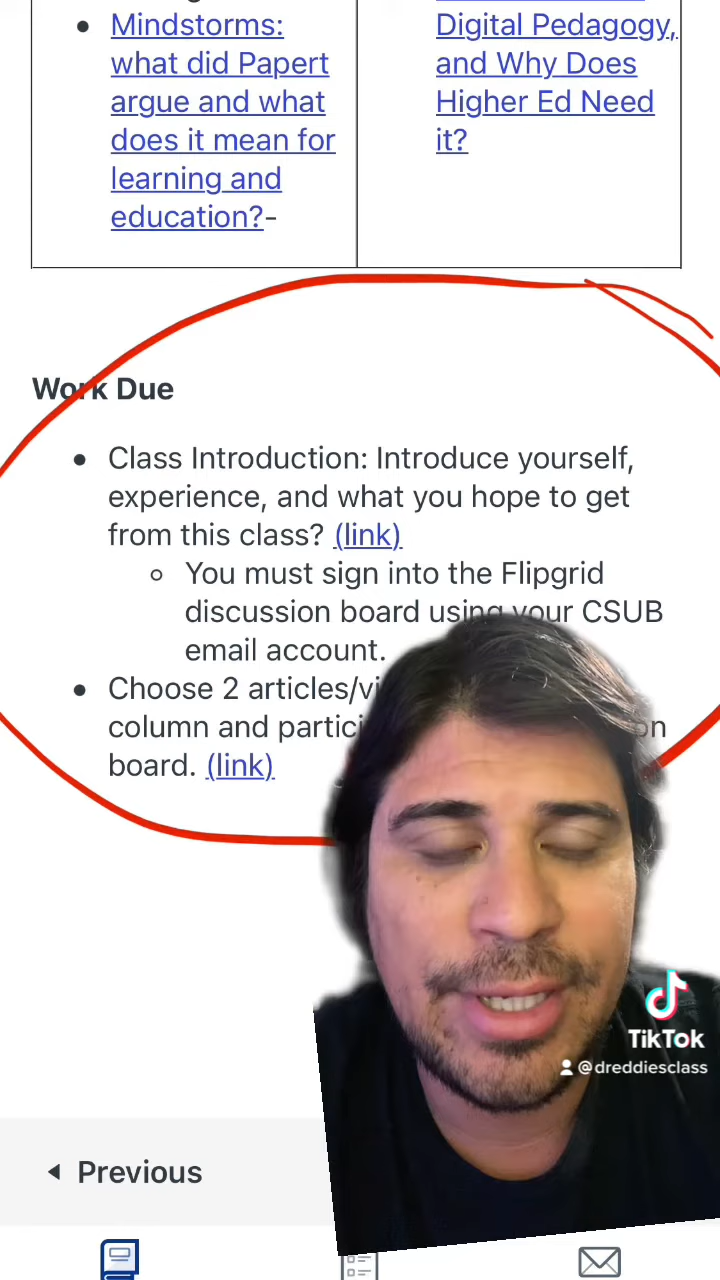 Mindstorms:
what did Papert
argue and what
does it mean for
learning and
education?-
Digital Pedagogy,
and Why Does
Higher Ed Need
it?
Work Due
Class Introduction: Introduce yourself,
experience, and what you hope to get
from this class? (link)
You must sign into the Flipgrid
discussion board using your CSUB
email account.
Choose 2 articles/vi
column and partici on
board. (link)
TikTok
@dreddiesclass
Previous